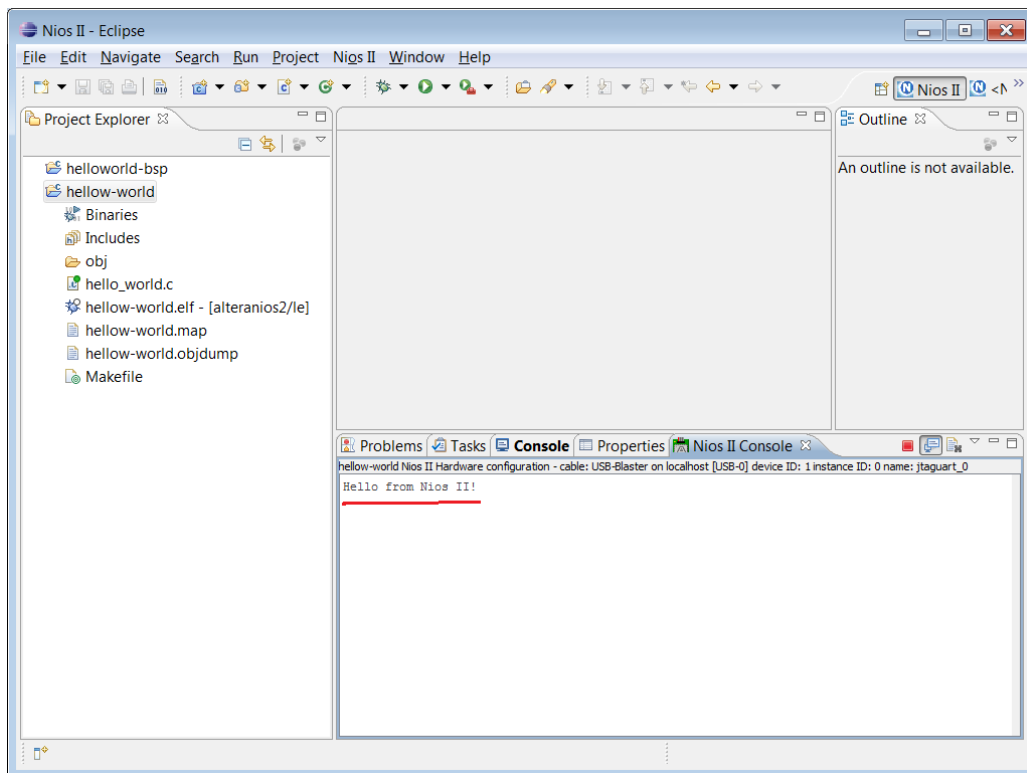 Nios II - Eclipse
File Edit Navigate Search Run Project Nios II Window Help
Nios II <N
Project Explorer
Outline
helloworld-bsp
An outline is not available.
hellow-world
Binaries
Includes
obj
hello_world.c
hellow-world.elf - [alteranios2/le]
hellow-world.map
hellow-world.objdump
Makefile
Problems Tasks Console Properties Nios II Console
hellow-world Nios II Hardware configuration - cable: USB-Blaster on localhost [USB-0] device ID: 1 instance ID: 0 name: jtaguart_0
Hello from Nios II!